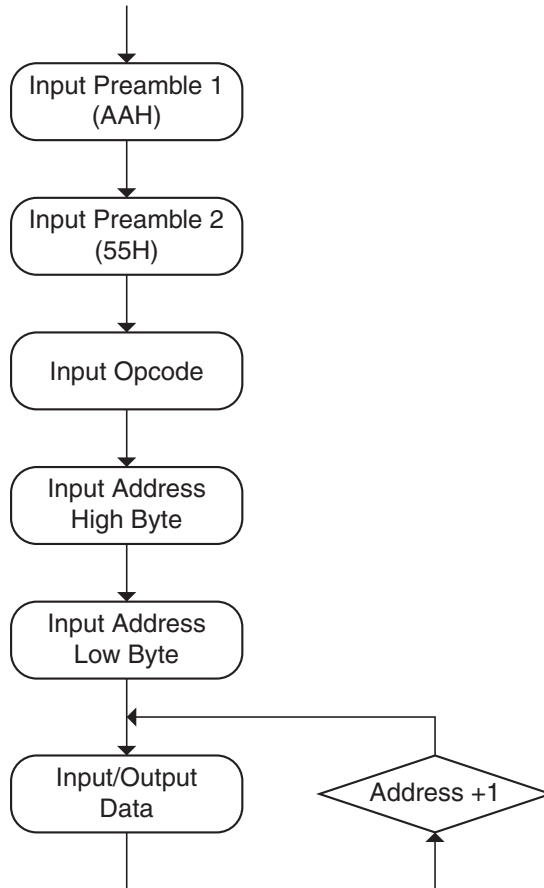 Input Preamble 1
(AAH)
Input Preamble 2
(55H)
Input Opcode
Input Address
High Byte
Input Address
Low Byte
Input/Output
Data
Address +1